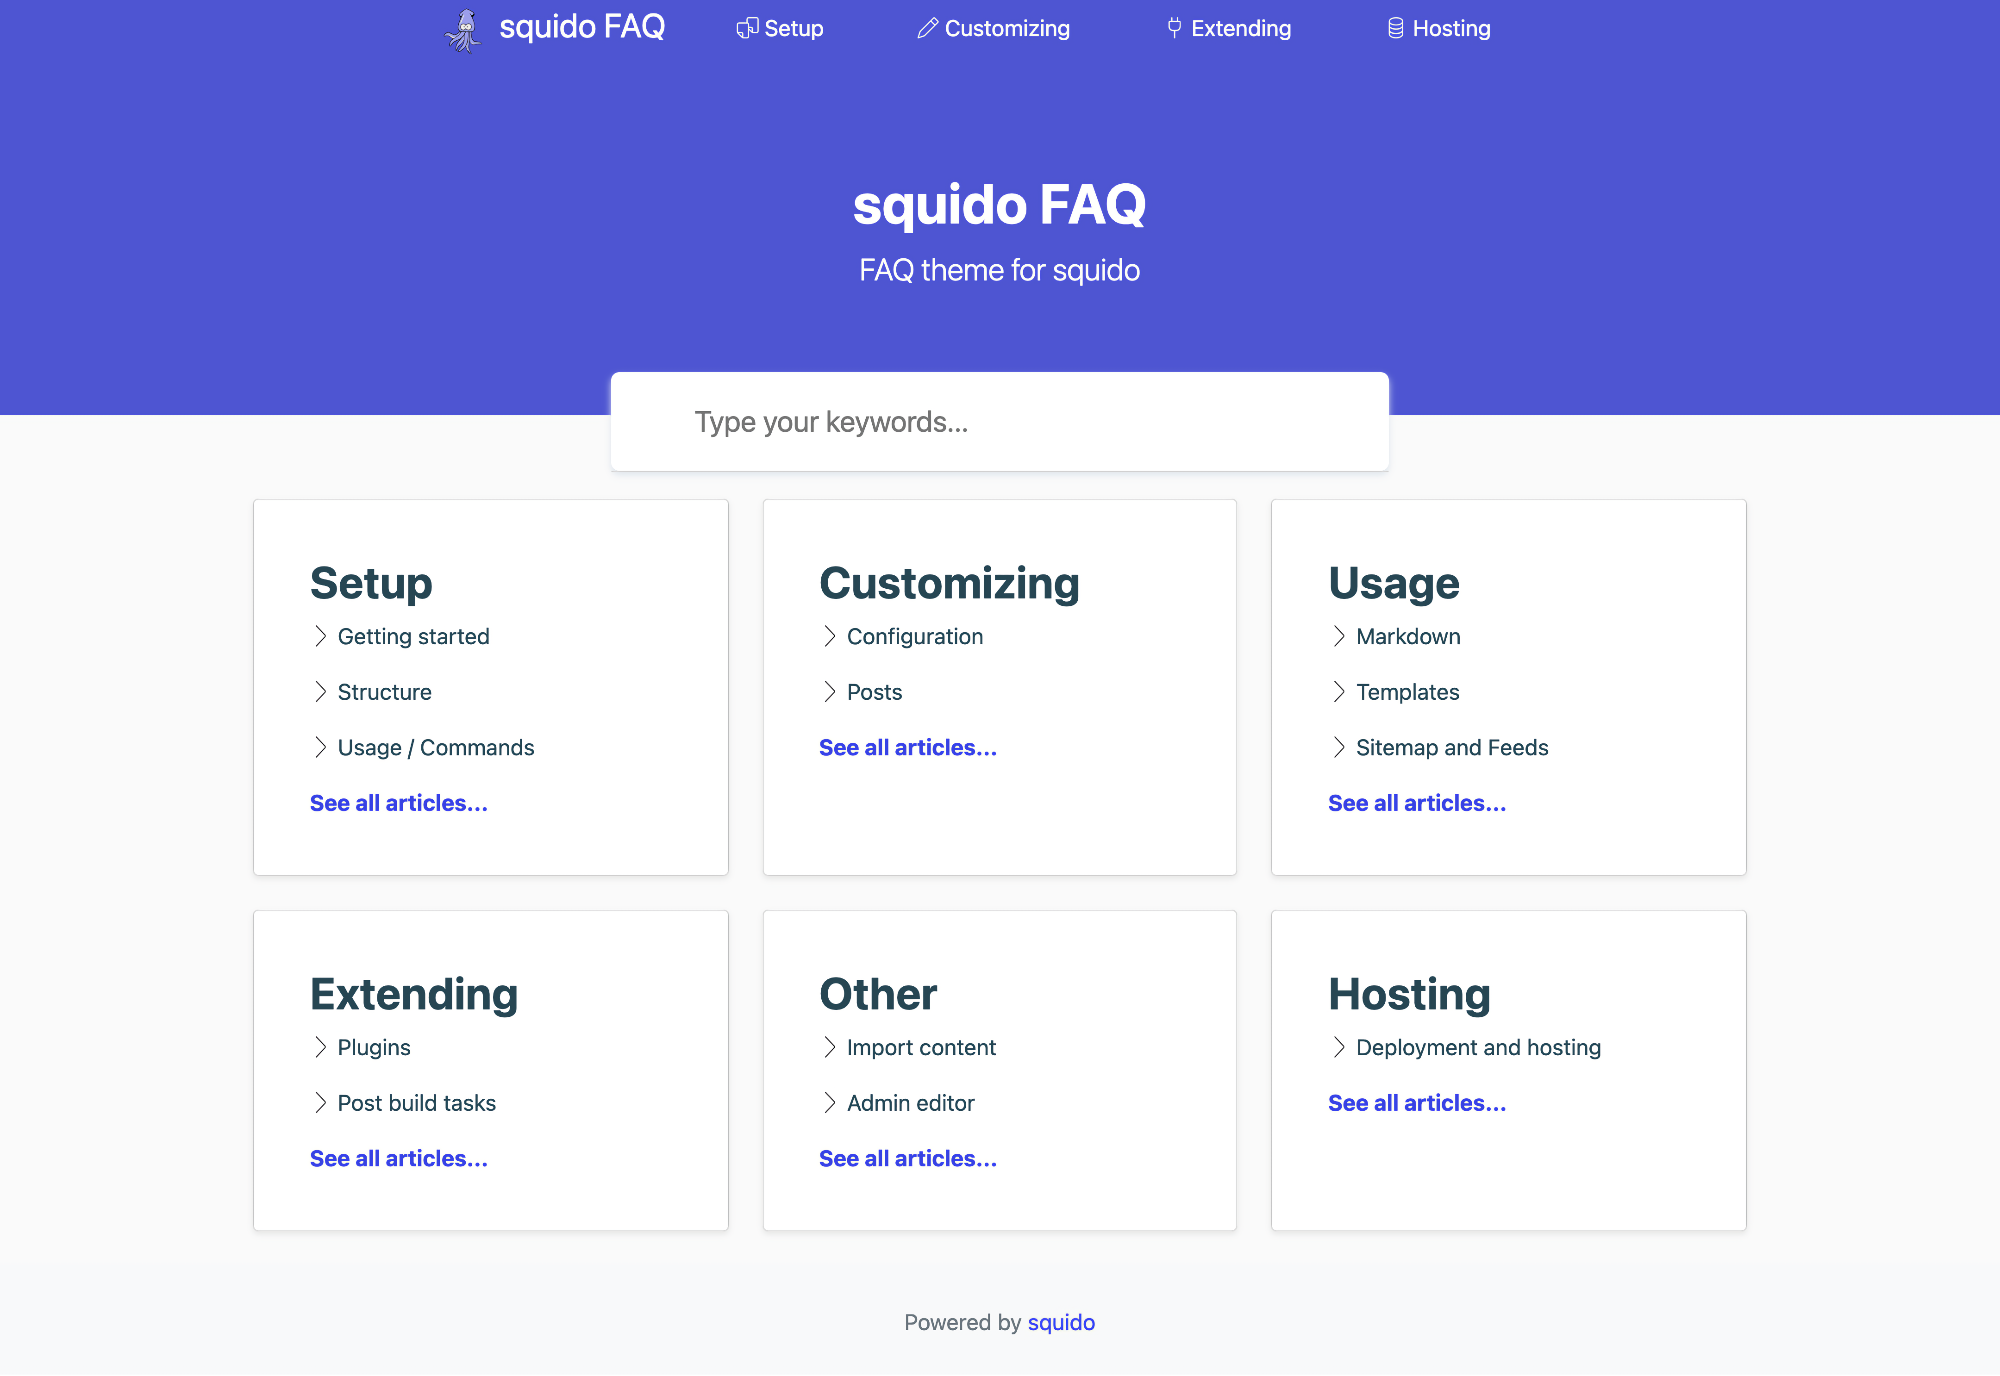 squido FAQ
Setup
Customizing
Extending
Hosting
squido FAQ
FAQ theme for squido
Type your keywords...
Setup
Getting started
Structure
Usage / Commands
See all articles...
Customizing
Configuration
Posts
See all articles...
Usage
Markdown
Templates
Sitemap and Feeds
See all articles...
Extending
Plugins
Post build tasks
See all articles...
Other
Import content
Admin editor
See all articles...
Hosting
Deployment and hosting
See all articles...
Powered by squido